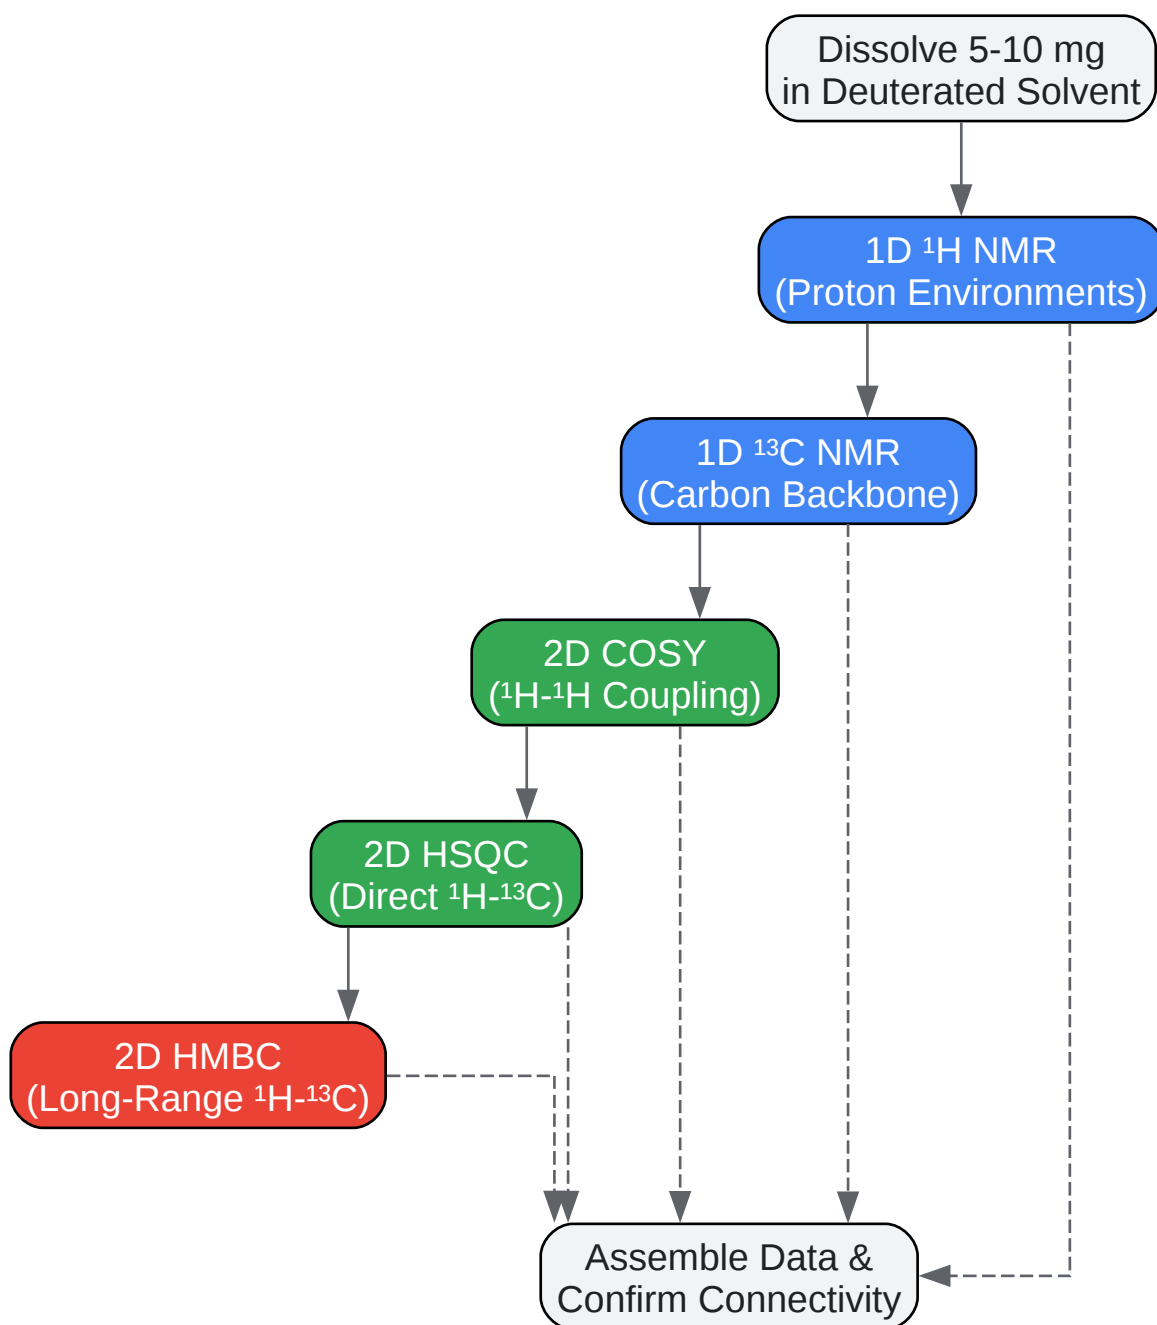 Dissolve 5-10 mg
in Deuterated Solvent
1D ¹H NMR
(Proton Environments)
1D ¹³C NMR
(Carbon Backbone)
2D COSY
(¹H-¹H Coupling)
2D HSQC
(Direct ¹H-¹³C)
2D HMBC
(Long-Range ¹H-¹³C)
Assemble Data &
Confirm Connectivity